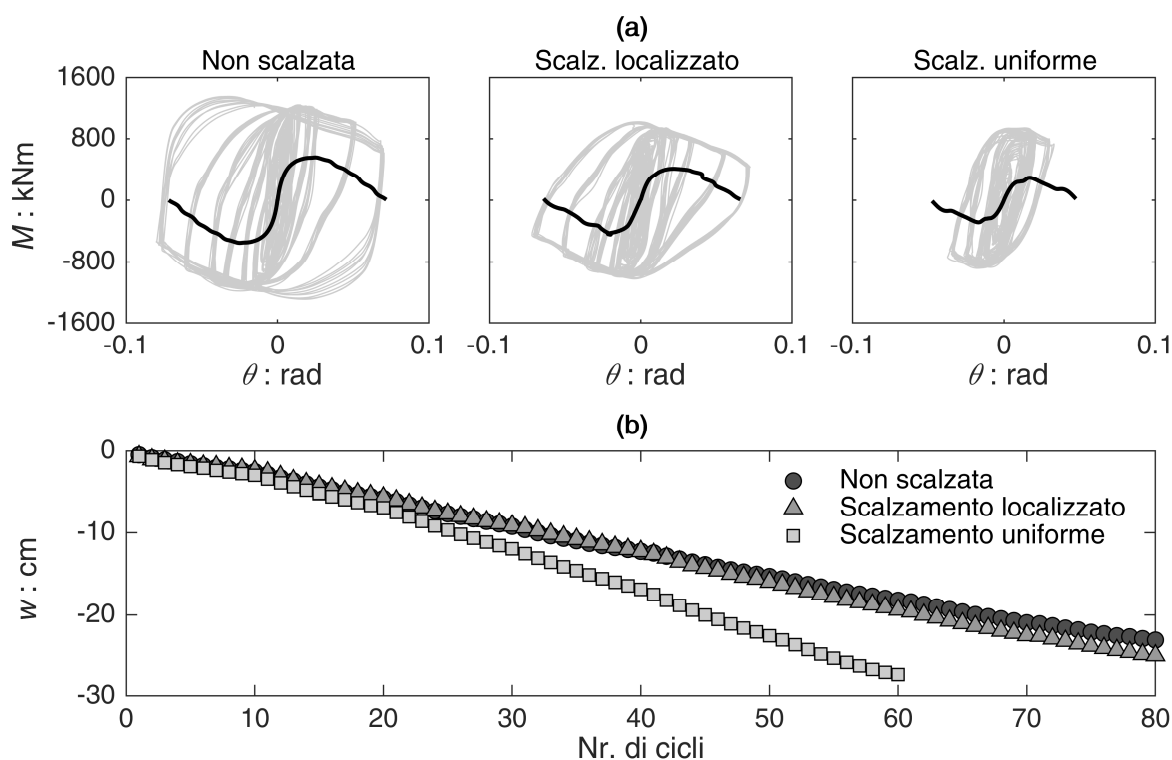 (a)
Non scalzata
Scalz. localizzato
Scalz. uniforme
1600
800
0
-800
-1600
M : kNm
-0.1 0 0.1
-0.1 0 0.1
-0.1 0 0.1
θ : rad
θ : rad
θ : rad
(b)
0
-10
-20
-30
w : cm
Non scalzata
Scalzamento localizzato
Scalzamento uniforme
0 10 20 30 40 50 60 70 80
Nr. di cicli